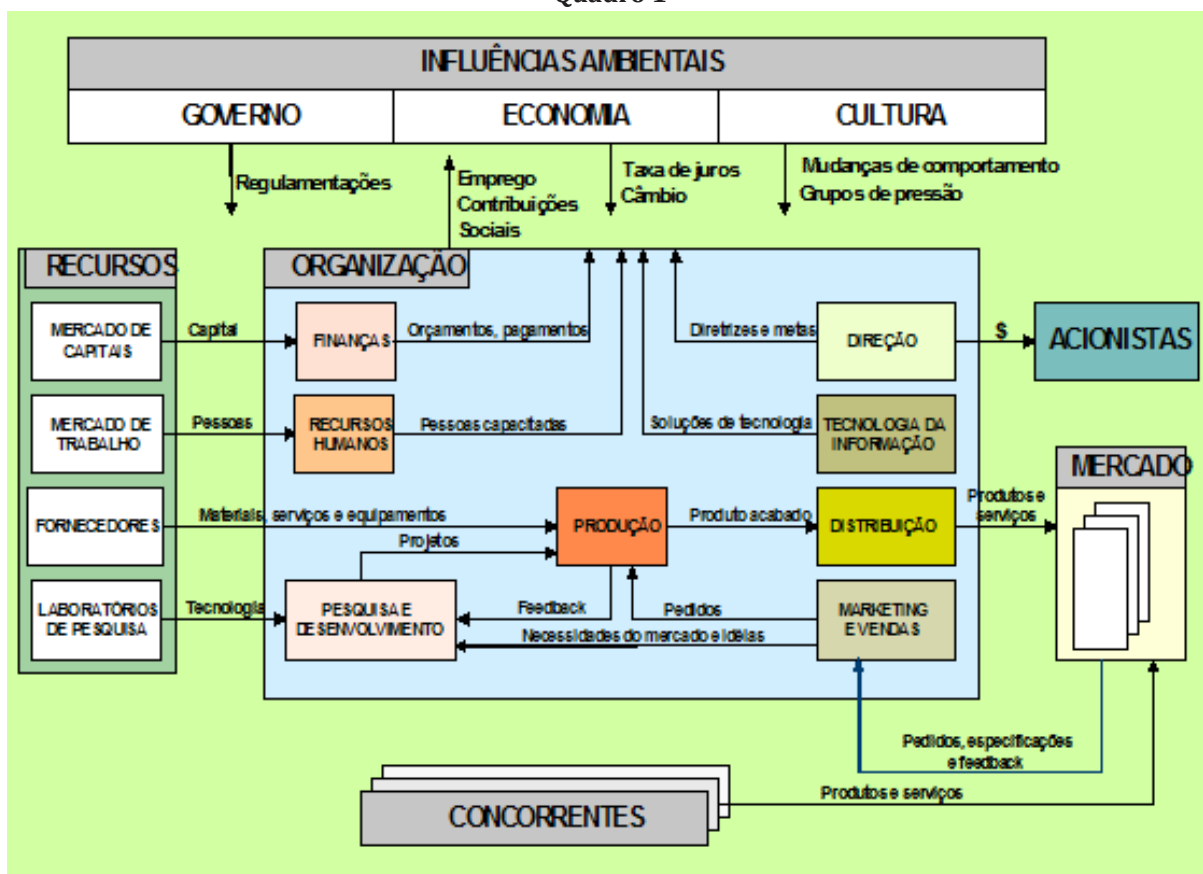 Quadro 1
INFLUÊNCIAS AMBIENTAIS
GOVERNO
ECONOMIA
CULTURA
Regulamentações
Emprego
Contribuições
Sociais
Taxa de juros
Câmbio
Mudanças de comportamento
Grupos de pressão
RECURSOS
ORGANIZAÇÃO
MERCADO DE
CAPITAIS
Capital
FINANÇAS
Orçamentos, pagamentos
Diretrizes e metas
DIREÇÃO
$
ACIONISTAS
MERCADO DE
TRABALHO
Pessoas
RECURSOS
HUMANOS
Pessoas capacitadas
Soluções de tecnologia
TECNOLOGIA DA
INFORMAÇÃO
MERCADO
FORNECEDORES
Materiais, serviços e equipamentos
Projetos
PRODUÇÃO
Produto acabado
DISTRIBUIÇÃO
Produtos e
serviços
LABORATÓRIOS
DE PESQUISA
Tecnologia
PESQUISA E
DESENVOLVIMENTO
Feedback
Pedidos
Necessidades do mercado e idéias
MARKETING
E VENDAS
Pedidos, especificações
e feedback
Produtos e serviços
CONCORRENTES